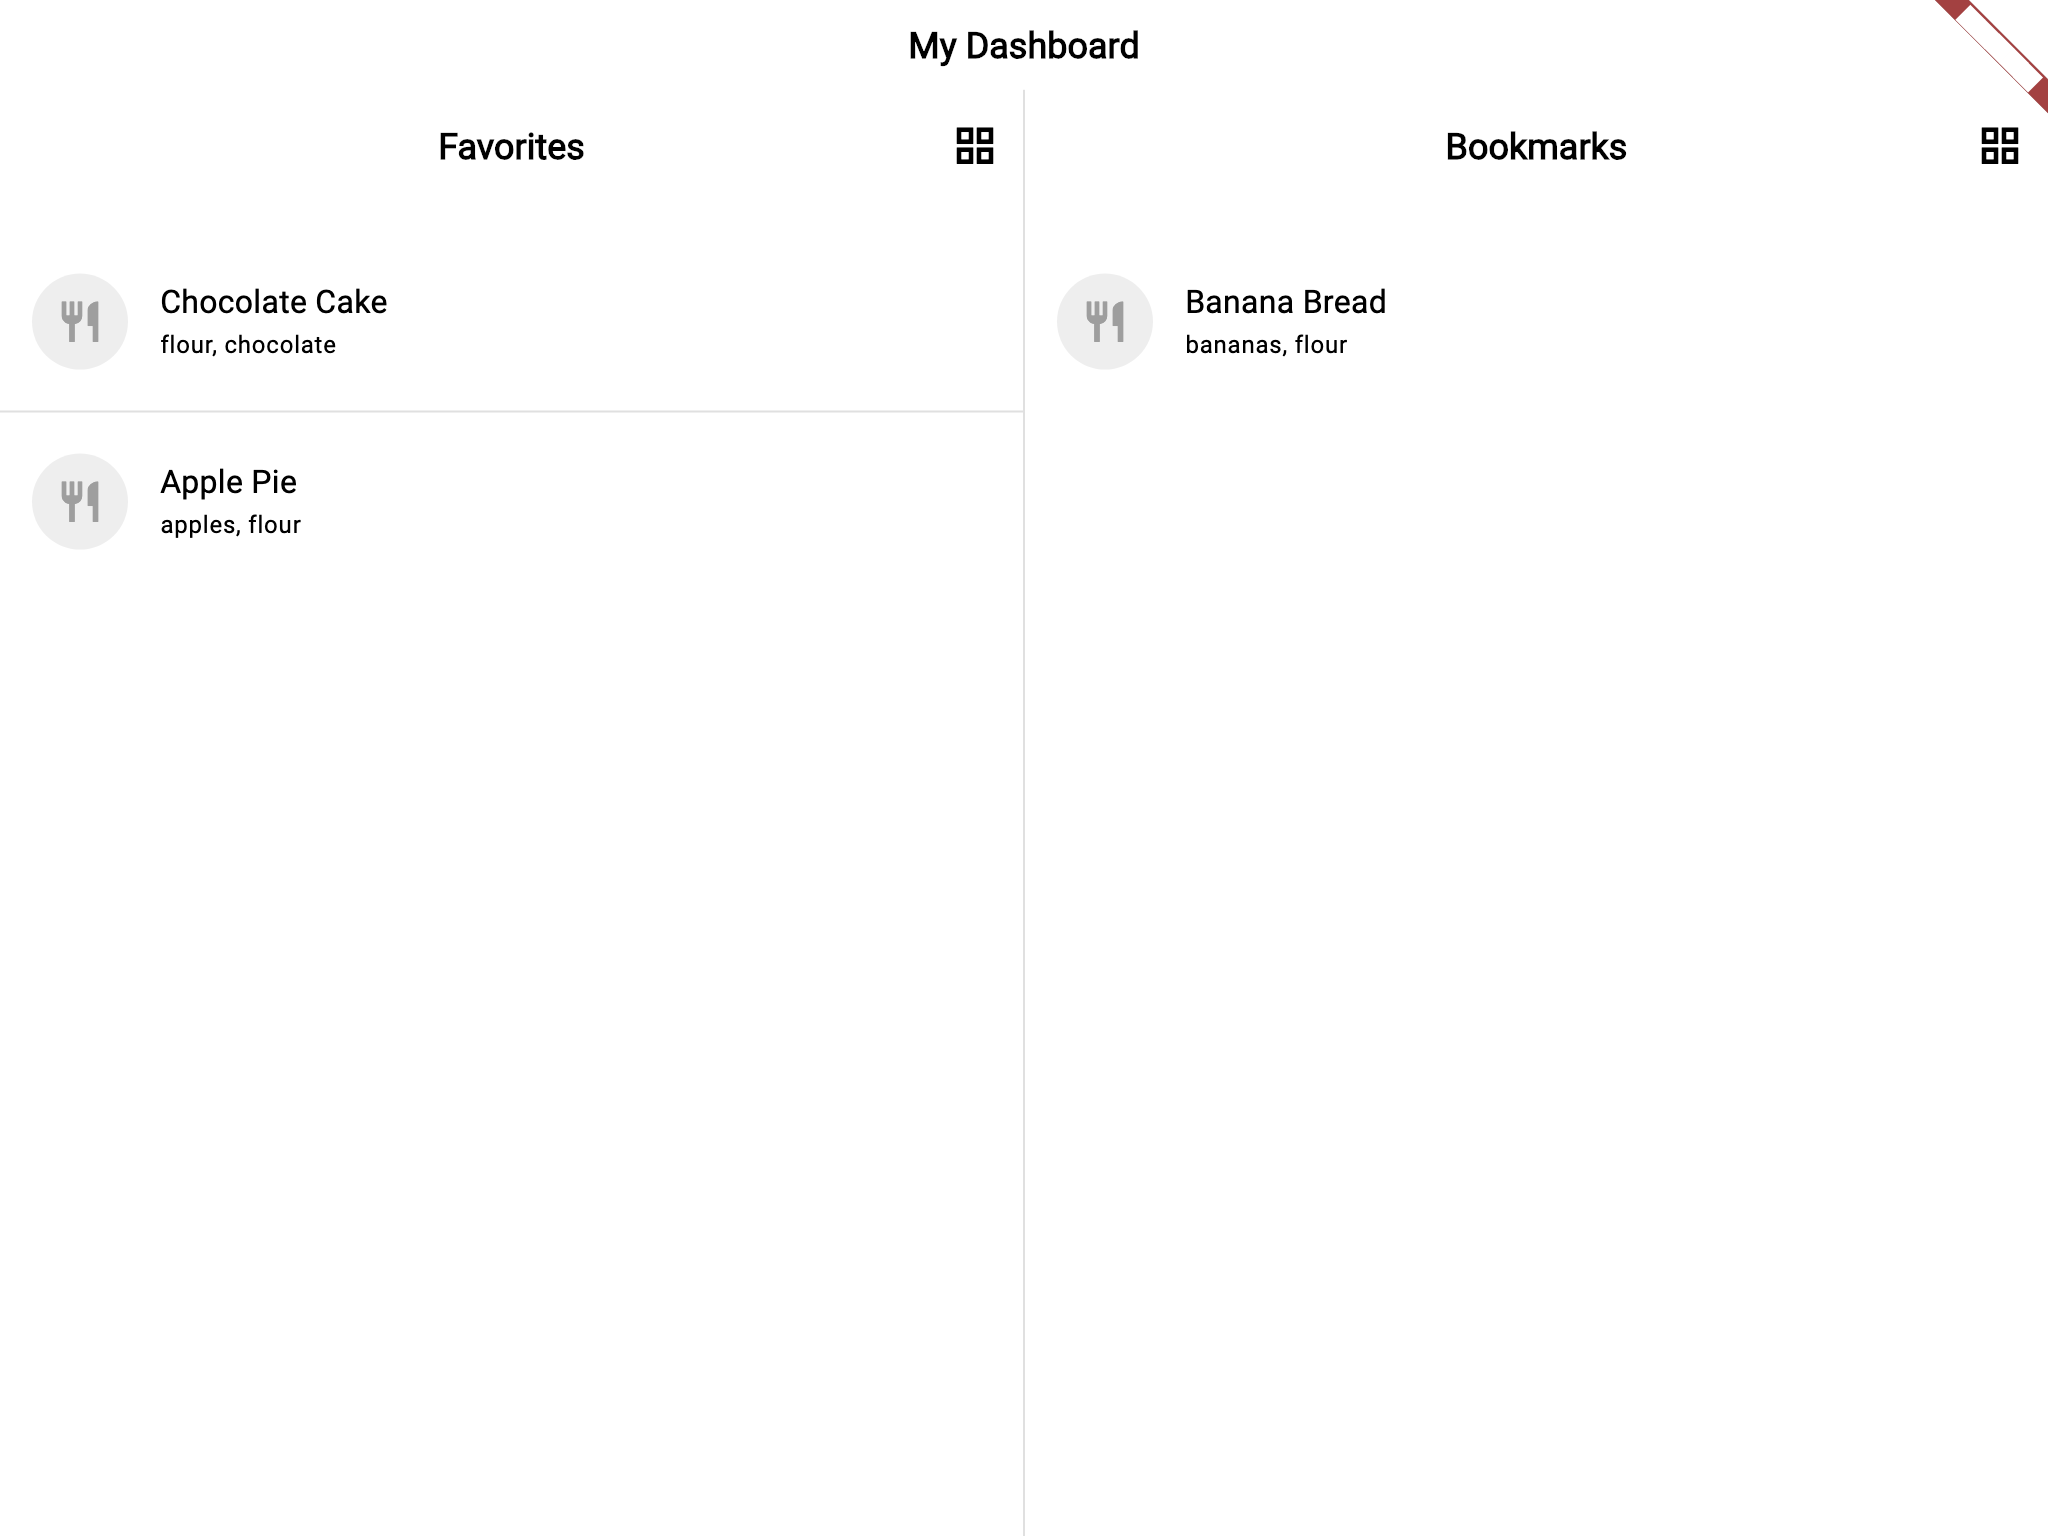 My Dashboard
Favorites
Chocolate Cake
flour, chocolate
Apple Pie
apples, flour
Bookmarks
Banana Bread
bananas, flour